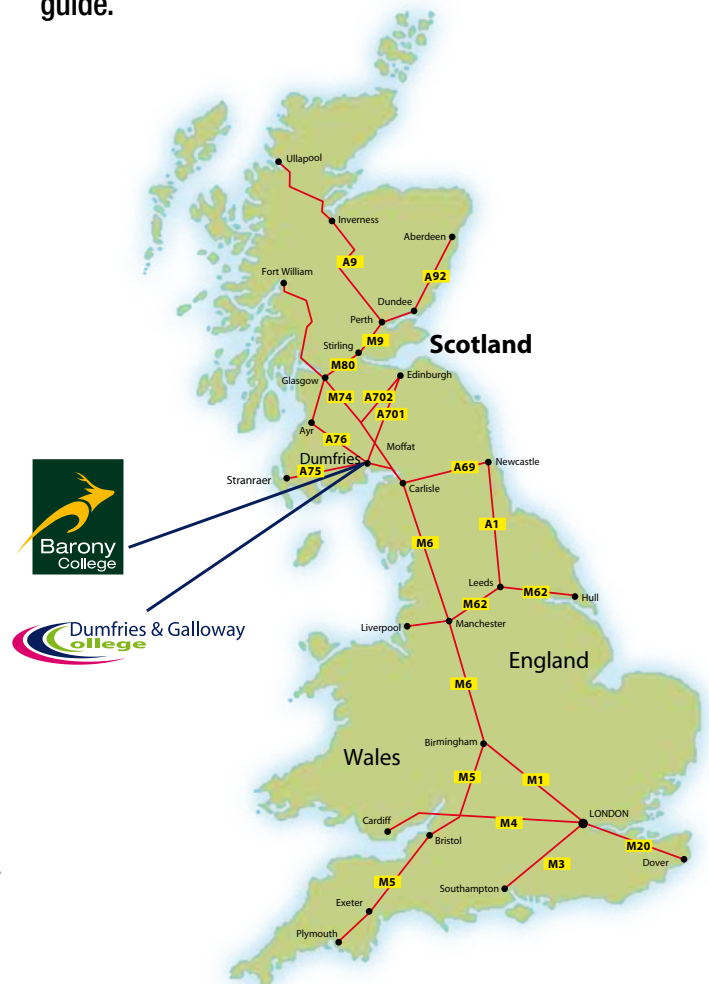 guide.
Ullapool
Inverness
Aberdeen
A9
Fort William
A92
Dundee
Perth
M9
Stirling
Scotland
M80
Glasgow
Edinburgh
M74
A702
A701
Ayr
A76
Moffat
Dumfries
A75
Stranraer
A69
Newcastle
Carlisle
Barony
College
A1
M6
Leeds
M62
Hull
M62
Dumfries & Galloway
college
Liverpool
Manchester
England
M6
Birmingham
Wales
M5
M1
Cardiff
M4
LONDON
Bristol
M20
Dover
M3
M5
Southampton
Exeter
Plymouth